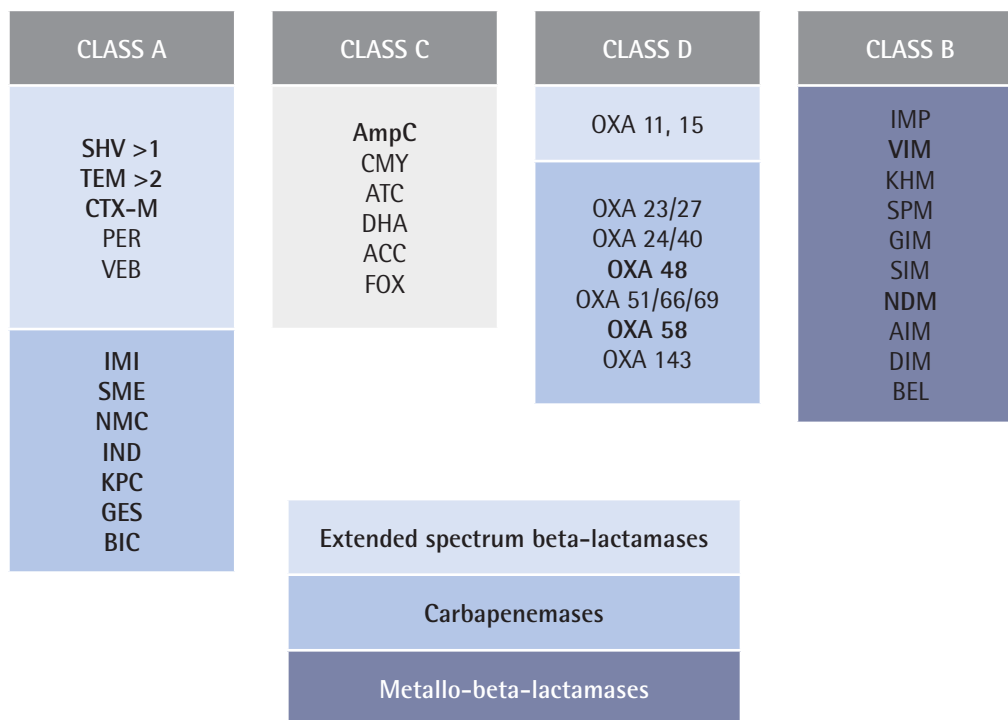 CLASS A
SHV >1
TEM >2
CTX-M
PER
VEB
IMI
SME
NMC
IND
KPC
GES
BIC
CLASS C
AmpC
CMY
ATC
DHA
ACC
FOX
CLASS D
OXA 11, 15
OXA 23/27
OXA 24/40
OXA 48
OXA 51/66/69
OXA 58
OXA 143
CLASS B
IMP
VIM
KHM
SPM
GIM
SIM
NDM
AIM
DIM
BEL
Extended spectrum beta-lactamases
Carbapenemases
Metallo-beta-lactamases